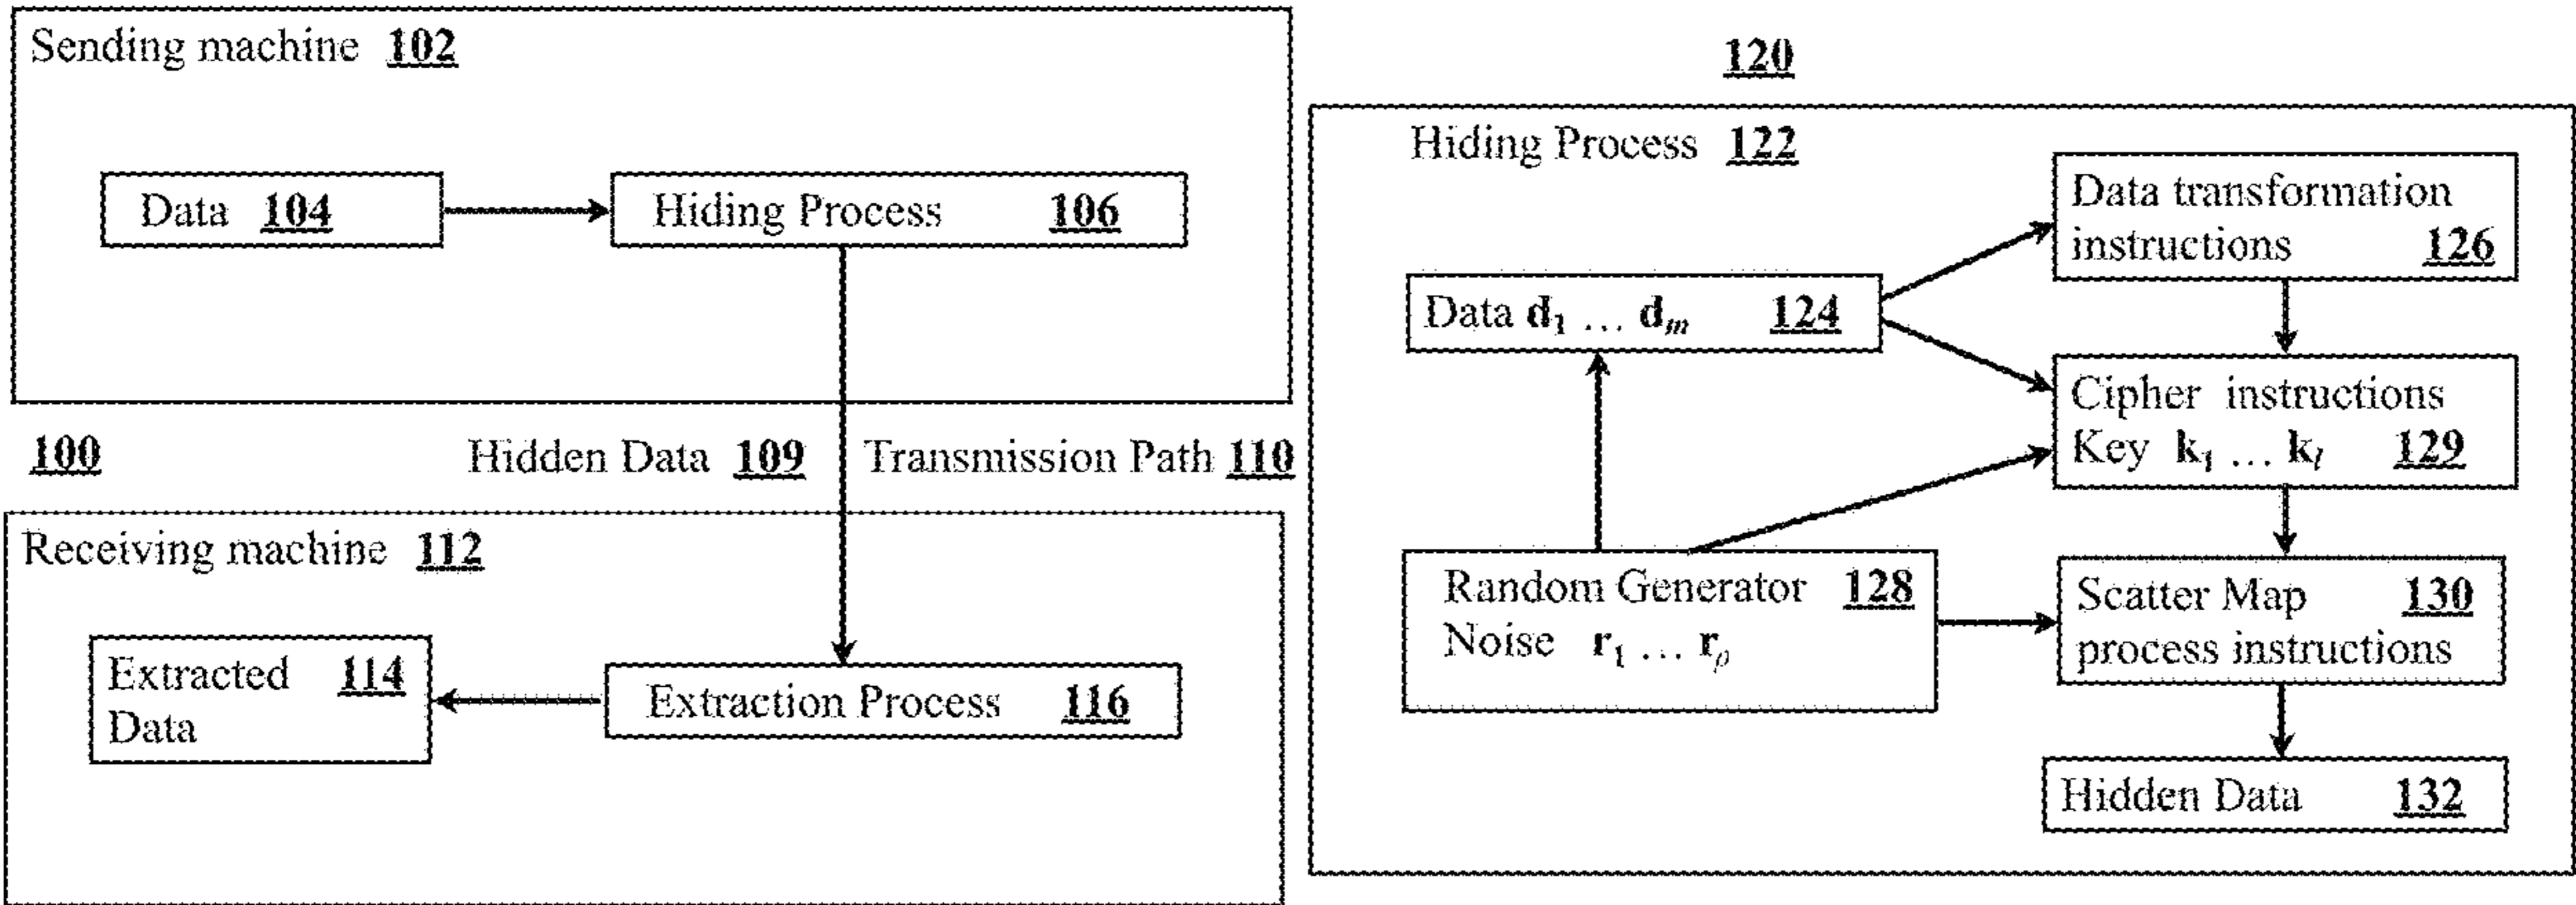 Sending machine 102
Data 104
Hiding Process 106
100
Hidden Data 109
Transmission Path 110
Receiving machine 112
Extracted 114
Data
Extraction Process 116
120
Hiding Process 122
Data transformation
instructions 126
Data d₁ … dₘ 124
Cipher instructions
Key k₁ … kₗ 129
Random Generator 128
Noise r₁ … rᵨ
Scatter Map 130
process instructions
Hidden Data 132